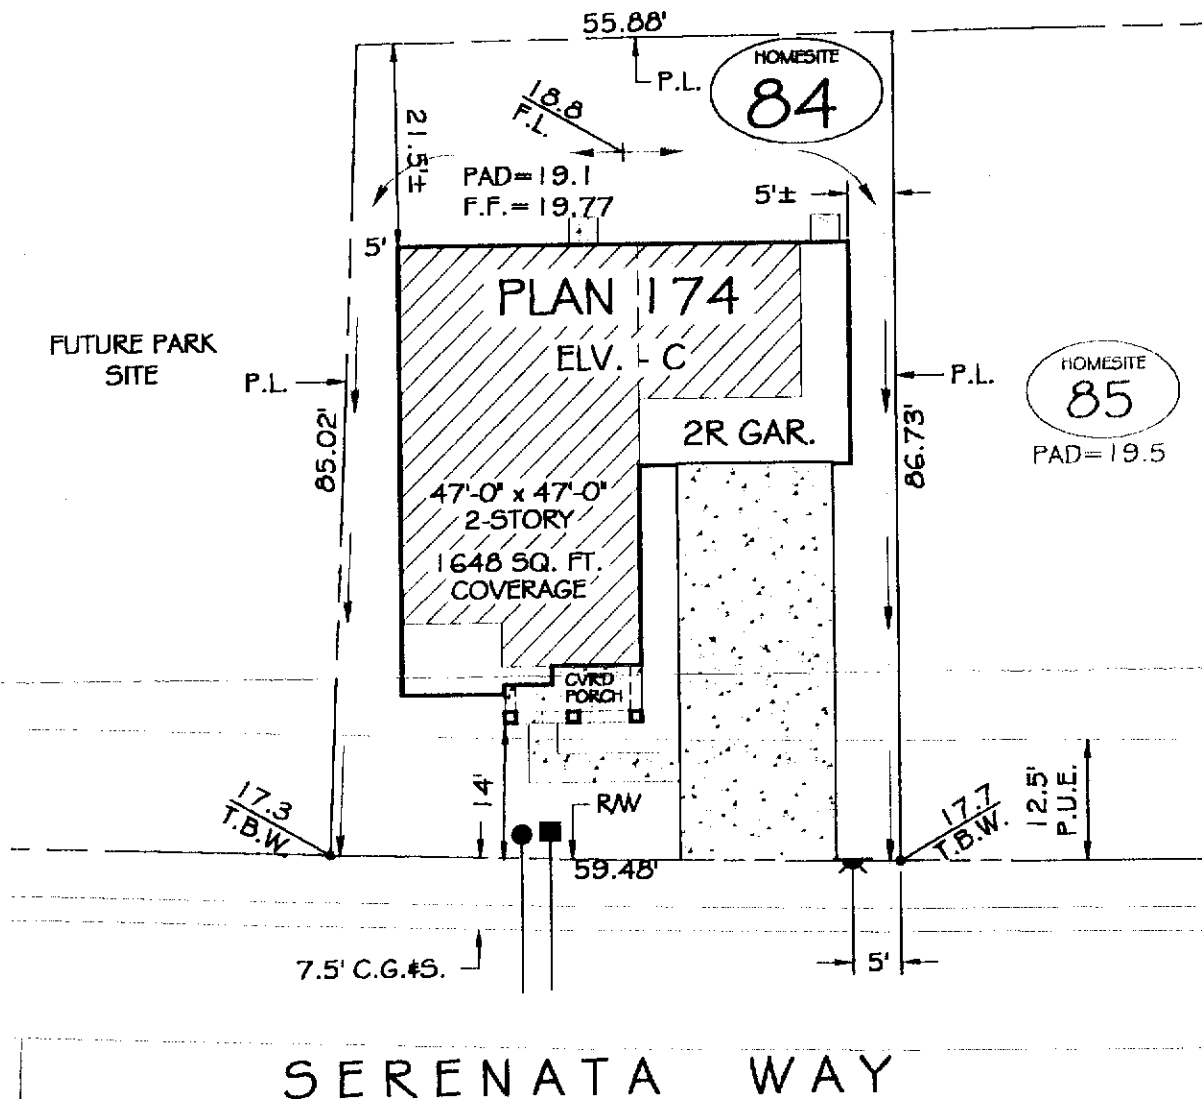 55.88'
HOMESITE
84
P.L.
18.8
F.L.
21.5'±
PAD=19.1
F.F.=19.77
5'±
5'
PLAN 174
ELV. - C
FUTURE PARK
SITE
P.L.
P.L.
HOMESITE
85
PAD=19.5
2R GAR.
85.02'
86.73'
47'-0" x 47'-0"
2-STORY
1648 SQ. FT.
COVERAGE
CVRD
PORCH
14'
R/W
17.3
T.B.W.
17.7
T.B.W.
12.5'
P.U.E.
59.48'
7.5' C.G.&S.
5'
SERENATA WAY